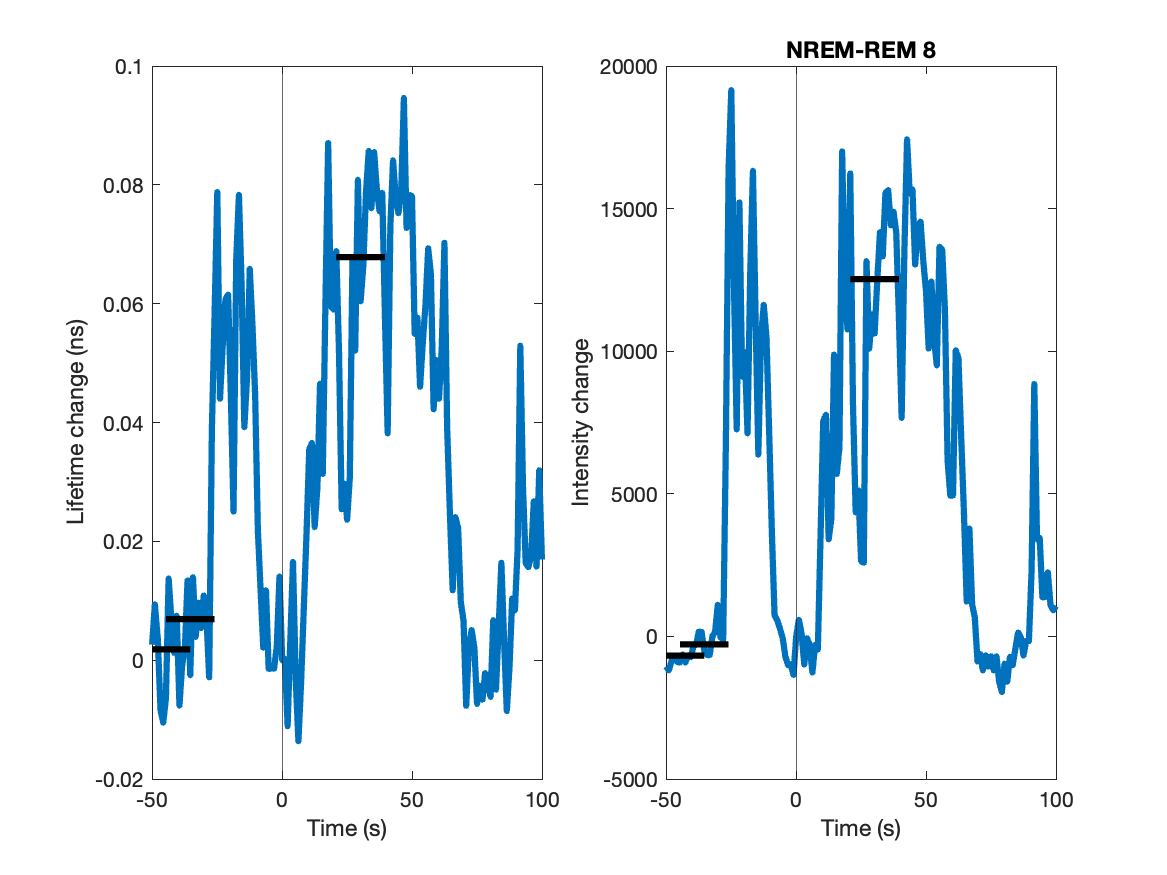 NREM-REM 8
0.1
0.08
0.06
0.04
0.02
0
-0.02
Lifetime change (ns)
-50 0 50 100
Time (s)
20000
15000
10000
5000
0
-5000
Intensity change
-50 0 50 100
Time (s)